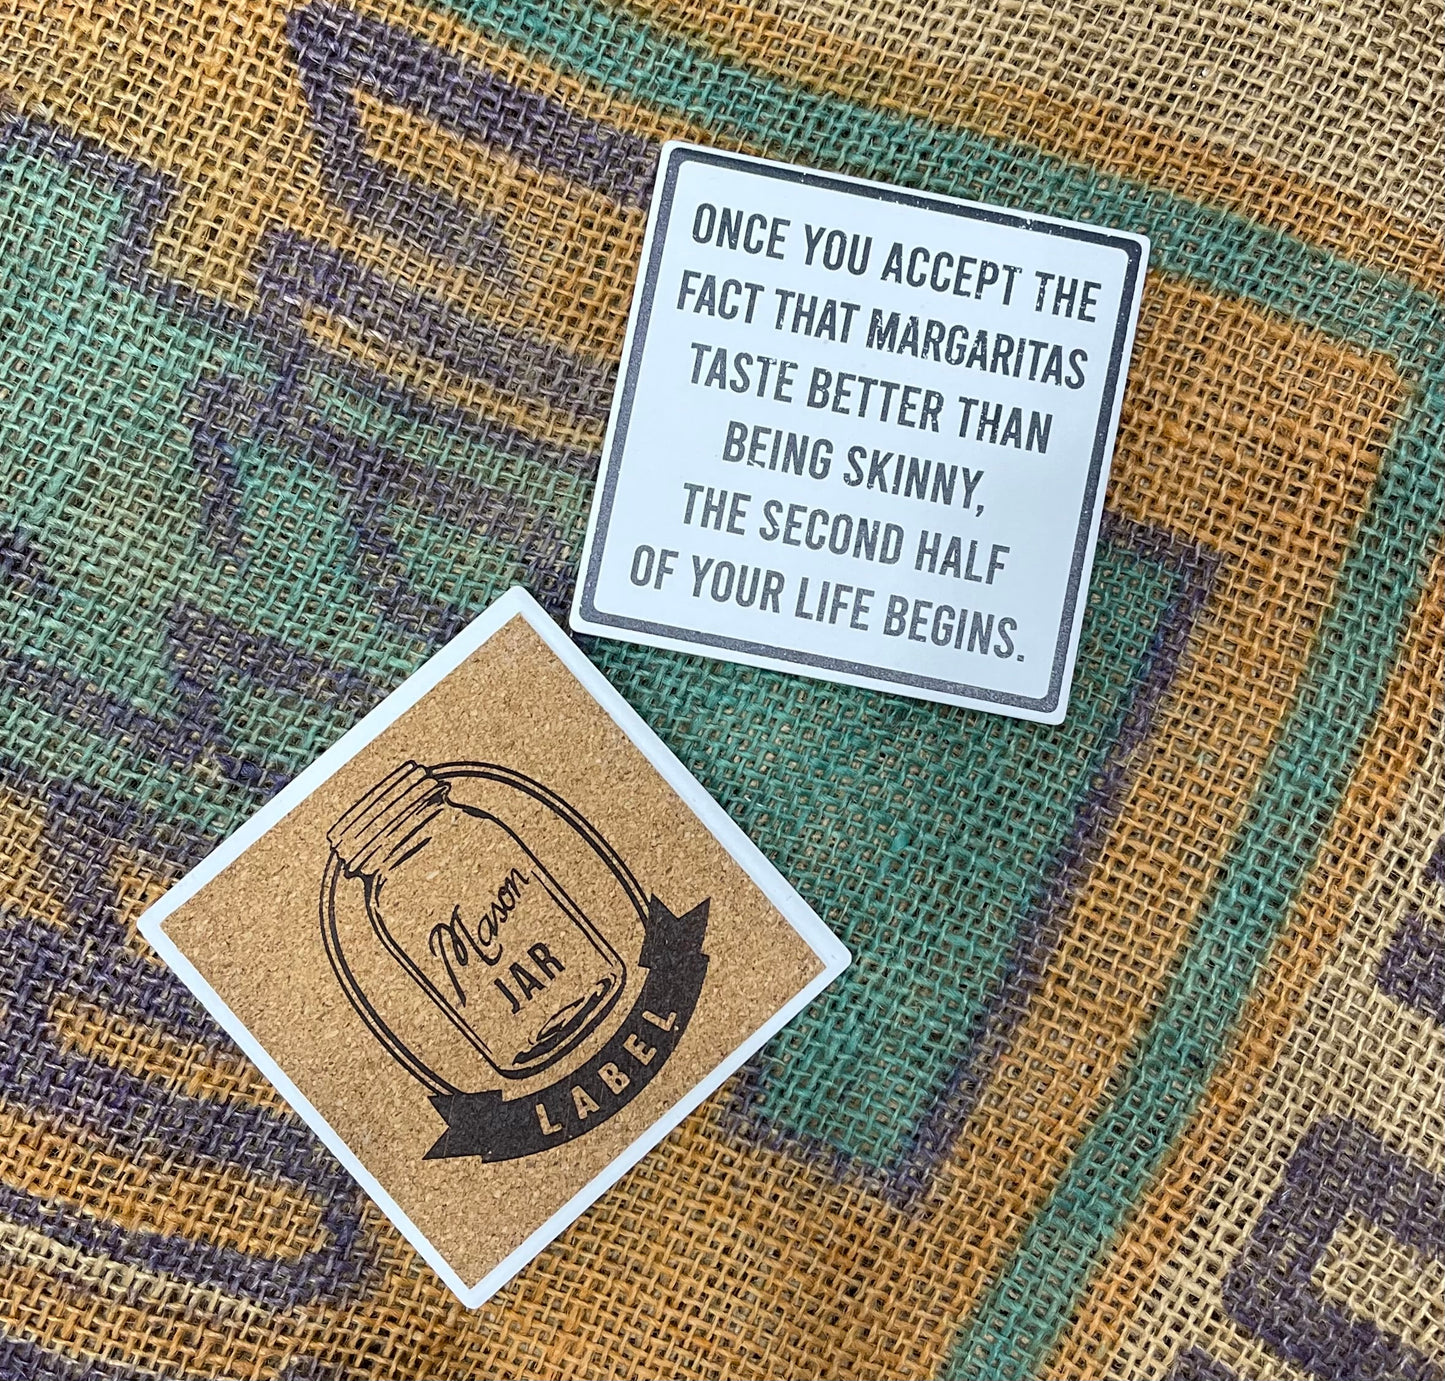 ONCE YOU ACCEPT THE
FACT THAT MARGARITAS
TASTE BETTER THAN
BEING SKINNY,
THE SECOND HALF
OF YOUR LIFE BEGINS.
Mason
JAR
LABEL